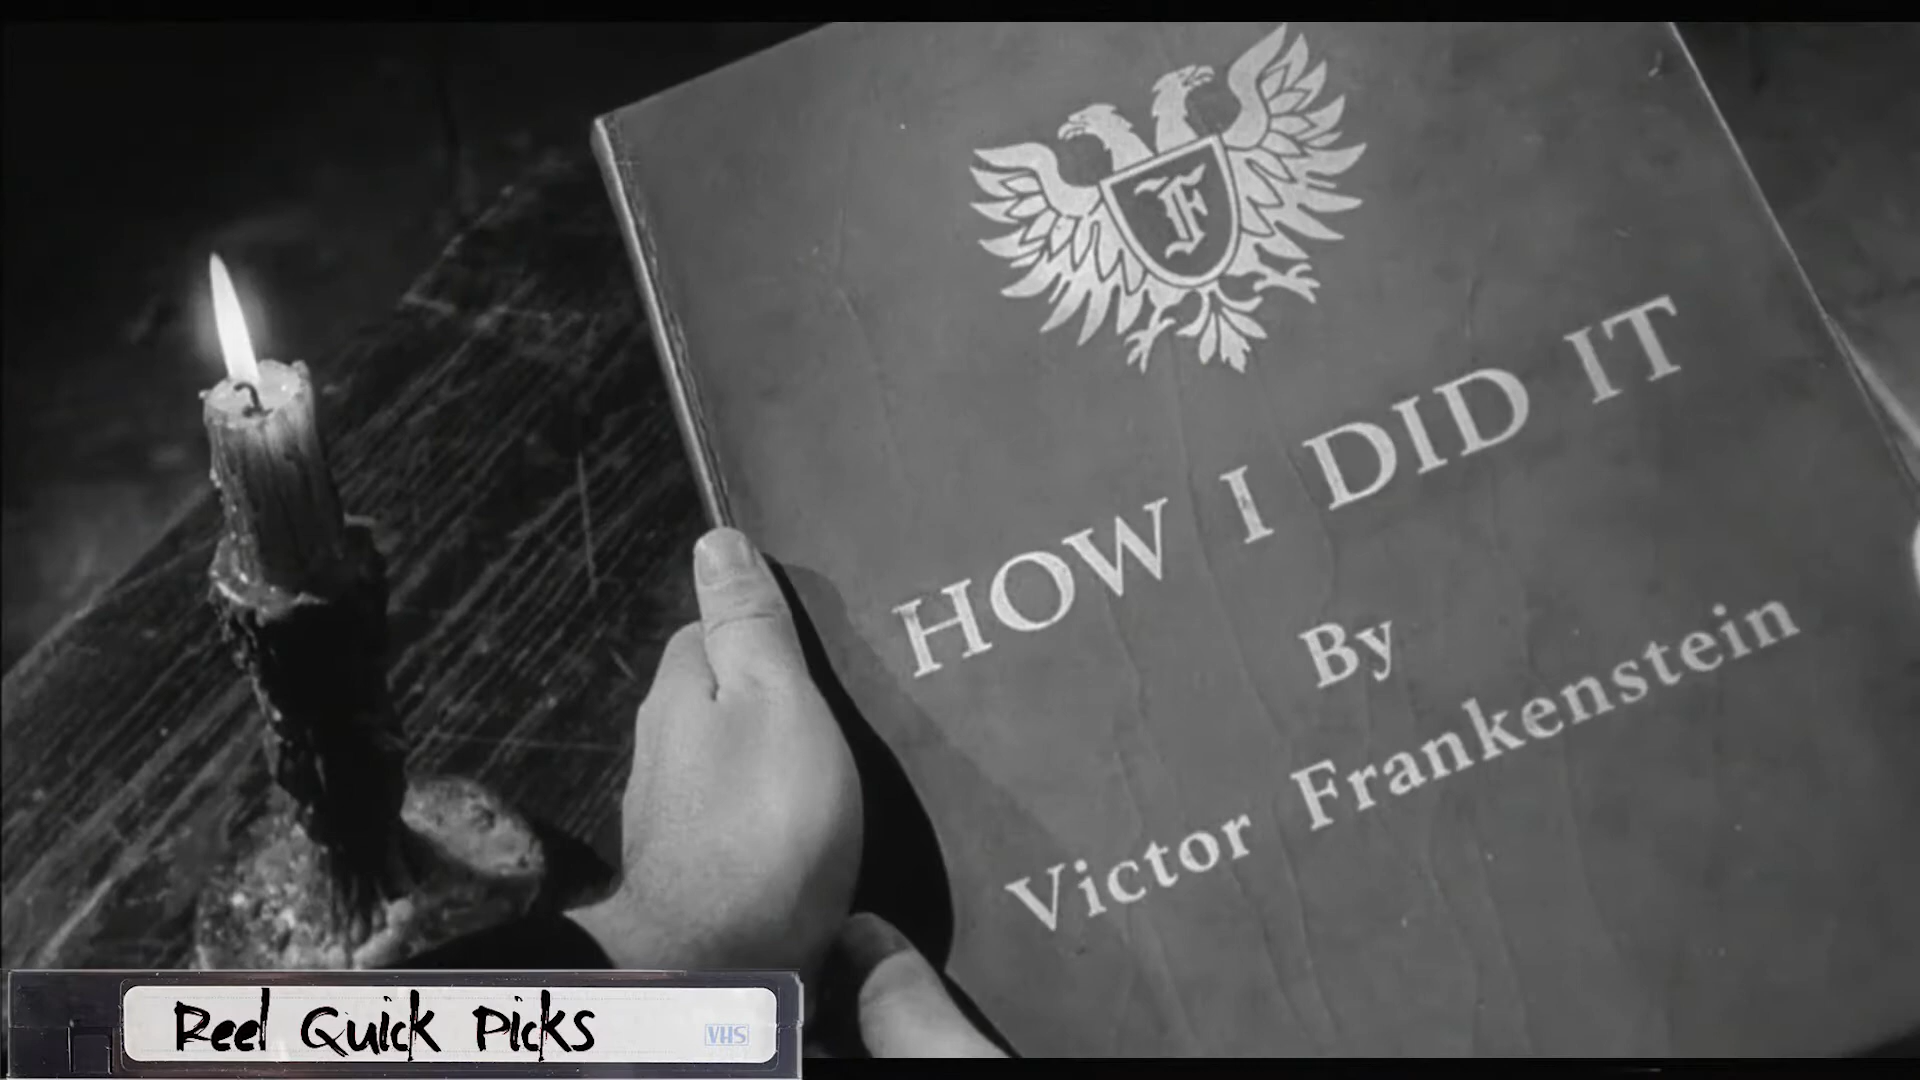 F
HOW I DID IT
By
Victor Frankenstein
Reel Quick Picks
VHS